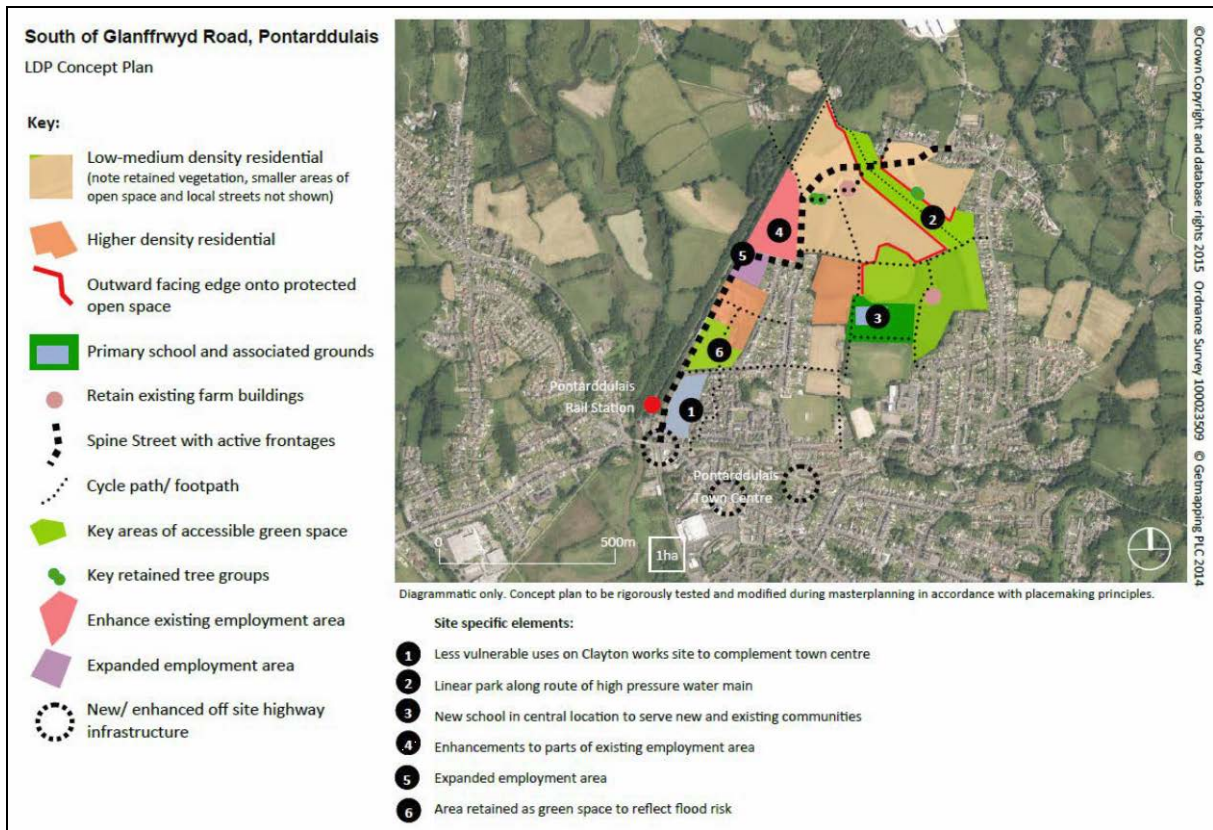 South of Glanffrwyd Road, Pontarddulais
LDP Concept Plan
Key:
Low-medium density residential
(note retained vegetation, smaller areas of
open space and local streets not shown)
Higher density residential
Outward facing edge onto protected
open space
Primary school and associated grounds
Retain existing farm buildings
Spine Street with active frontages
Cycle path/ footpath
Key areas of accessible green space
Key retained tree groups
Enhance existing employment area
Expanded employment area
New/ enhanced off site highway
infrastructure
2
4
5
3
6
Pontarddulais
Rail Station
1
Pontarddulais
Town Centre
0
500m
1ha
©Crown Copyright and database rights 2015 Ordnance Survey 100023509 © Getmapping PLC 2014
Diagrammatic only. Concept plan to be rigorously tested and modified during masterplanning in accordance with placemaking principles.
Site specific elements:
1 Less vulnerable uses on Clayton works site to complement town centre
2 Linear park along route of high pressure water main
3 New school in central location to serve new and existing communities
4 Enhancements to parts of existing employment area
5 Expanded employment area
6 Area retained as green space to reflect flood risk